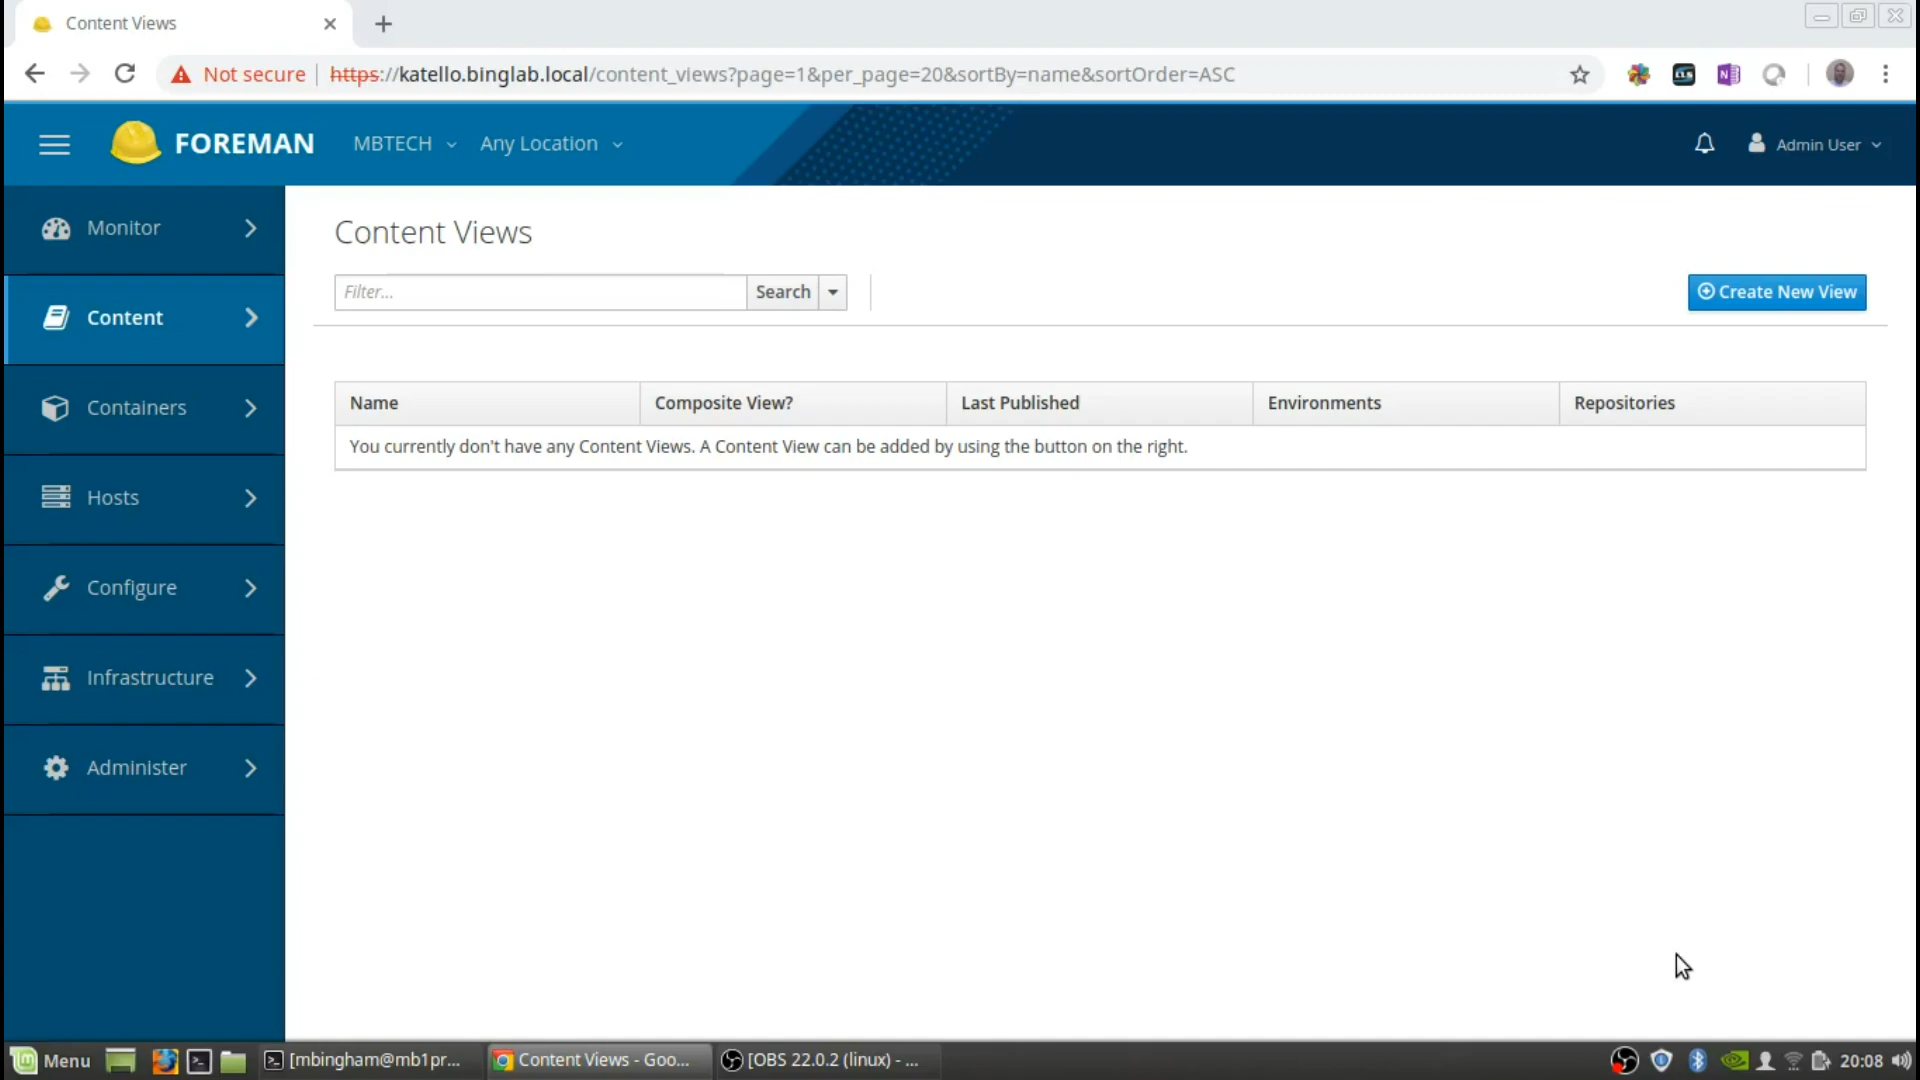 Content Views
Not secure | https://katello.binglab.local/content_views?page=1&per_page=20&sortBy=name&sortOrder=ASC
FOREMAN MBTECH Any Location Admin User
Monitor
Content
Containers
Hosts
Configure
Infrastructure
Administer
Content Views
Filter... Search Create New View
Name Composite View? Last Published Environments Repositories
You currently don't have any Content Views. A Content View can be added by using the button on the right.
Menu [mbingham@mb1pr... Content Views - Goo... [OBS 22.0.2 (linux) - ... 20:08